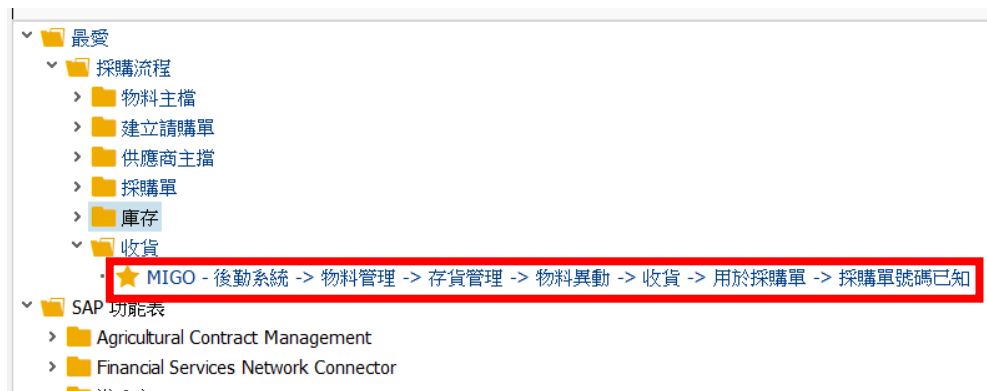 最愛
採購流程
物料主檔
建立請購單
供應商主擋
採購單
庫存
收貨
MIGO - 後勤系統 -> 物料管理 -> 存貨管理 -> 物料異動 -> 收貨 -> 用於採購單 -> 採購單號碼已知
SAP 功能表
Agricultural Contract Management
Financial Services Network Connector